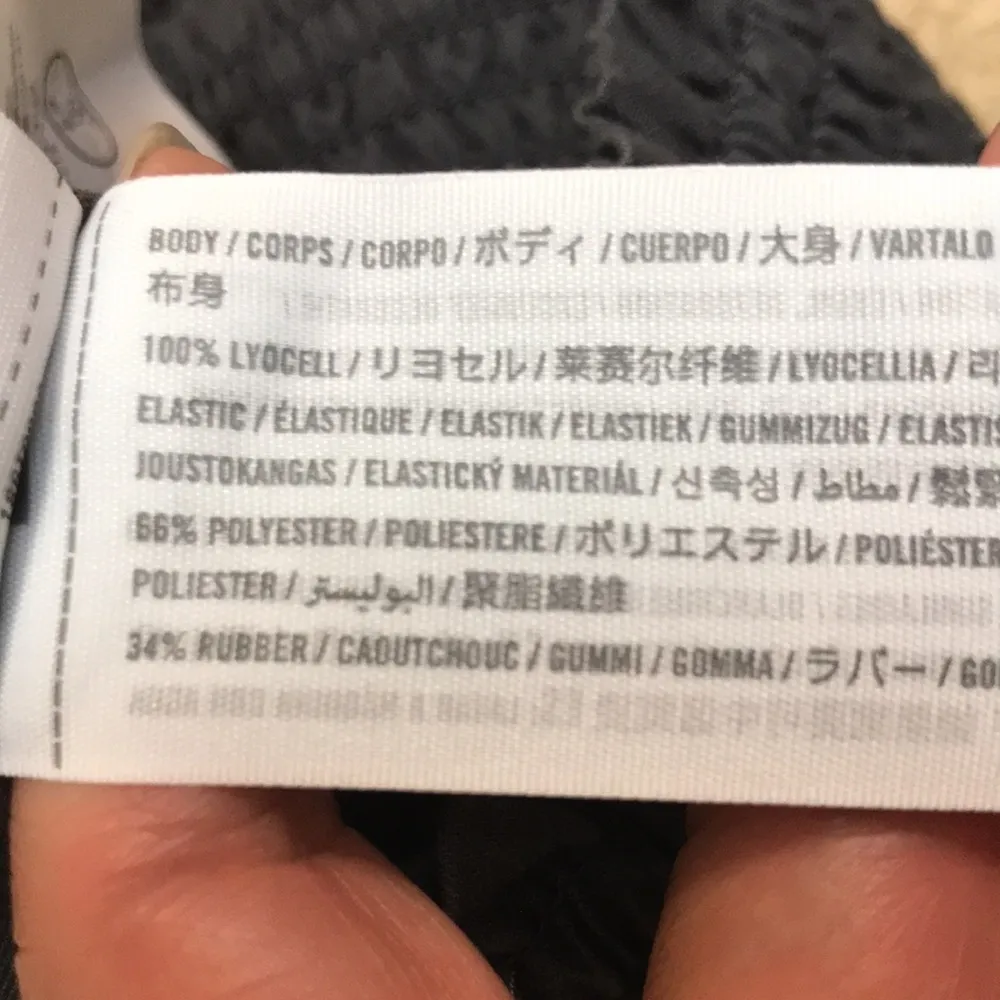 BODY / CORPS / CORPO / ボディ / CUERPO / 大身 / VARTALO
布身
100% LYOCELL / リヨセル / 莱赛尔纤维 / LYOCELLIA /
ELASTIC / ÉLASTIQUE / ELASTIK / ELASTIEK / GUMMIZUG /
JOUSTOKANGAS / ELASTICKÝ MATERIÁL / 신축성 / مطاط /
66% POLYESTER / POLIESTERE / ポリエステル / POLIÉSTER
POLIESTER / البوليستر / 聚脂纖維
34% RUBBER / CAOUTCHOUC / GUMMI / GOMMA / ラバー /